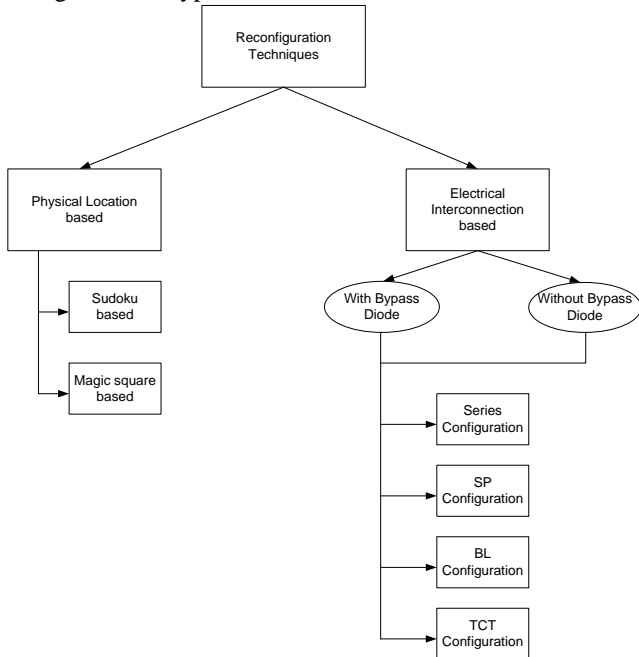 Reconfiguration
Techniques
Physical Location
based
Electrical
Interconnection
based
Sudoku
based
With Bypass
Diode
Without Bypass
Diode
Magic square
based
Series
Configuration
SP
Configuration
BL
Configuration
TCT
Configuration